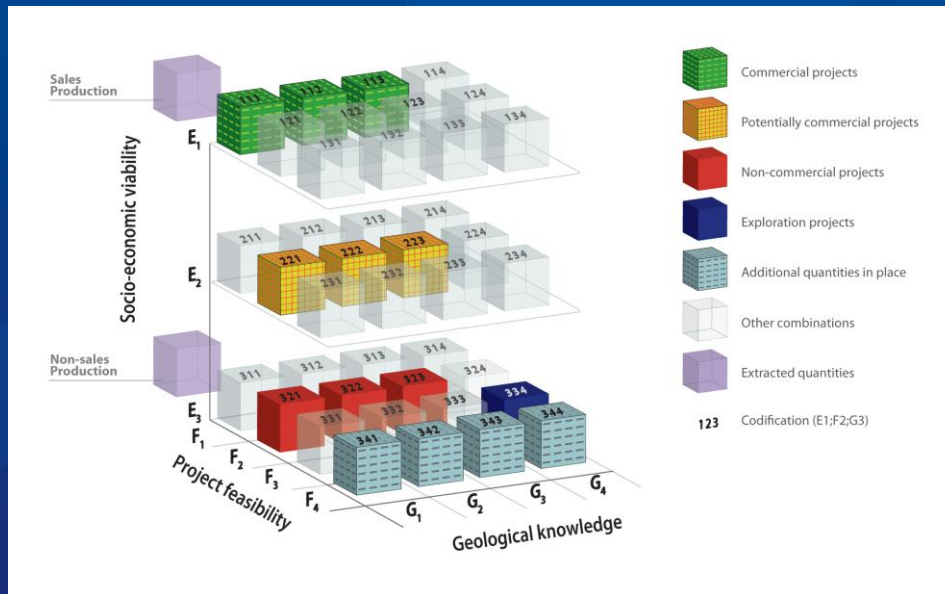 Sales
Production
Socio-economic viability
E1
111
112
113
114
121
122
123
124
131
132
133
134
E2
211
212
213
214
221
222
223
224
231
232
233
234
Non-sales
Production
E3
311
312
313
314
321
322
323
324
331
332
333
334
341
342
343
344
F1
F2
F3
F4
Project feasibility
G1
G2
G3
G4
Geological knowledge
Commercial projects
Potentially commercial projects
Non-commercial projects
Exploration projects
Additional quantities in place
Other combinations
Extracted quantities
123 Codification (E1;F2;G3)